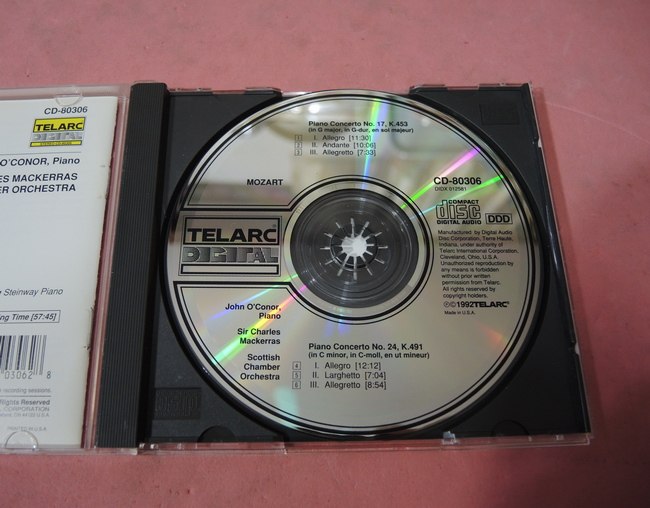 CD-80306
TELARC
DIGITAL
O'CONOR, Piano
ES MACKERRAS
ER ORCHESTRA
Steinway Piano
ing Time [57:45]
03062 8
recording sessions.
Rights Reserved
CORPORATION
Piano Concerto No. 17, K.453
(in G major, in G-dur, en sol majeur)
1 I. Allegro [11:30]
2 II. Andante [10:06]
3 III. Allegretto [7:33]
MOZART
TELARC
DIGITAL
CD-80306
DIDX 012581
COMPACT
disc
DIGITAL AUDIO
DDD
Manufactured by Digital Audio
Disc Corporation, Terre Haute,
Indiana, under authority of
Telarc International Corporation,
Cleveland, Ohio, U.S.A.
Unauthorized reproduction by
any means is forbidden
without prior written
permission from Telarc.
All rights reserved by
copyright holders.
℗©1992 TELARC®
Made in U.S.A.
John O'Conor,
Piano
Sir Charles
Mackerras
Scottish
Chamber
Orchestra
Piano Concerto No. 24, K.491
(in C minor, in C-moll, en ut mineur)
4 I. Allegro [12:12]
5 II. Larghetto [7:04]
6 III. Allegretto [8:54]